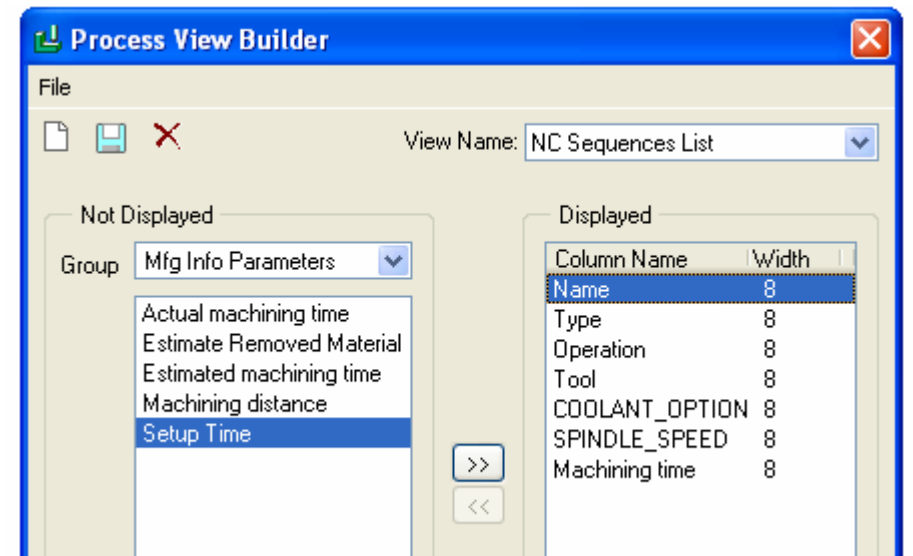 Process View Builder
File
View Name: NC Sequences List
Not Displayed
Group Mfg Info Parameters
Actual machining time
Estimate Removed Material
Estimated machining time
Machining distance
Setup Time
>>
<<
Displayed
Column Name Width
Name 8
Type 8
Operation 8
Tool 8
COOLANT_OPTION 8
SPINDLE_SPEED 8
Machining time 8